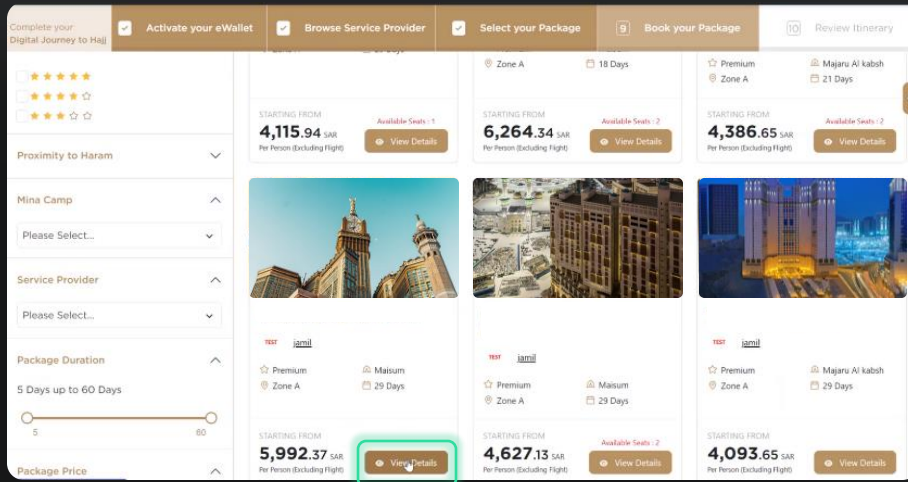 Complete your
Digital Journey to Hajj
Activate your eWallet
Browse Service Provider
Select your Package
9 Book your Package
10 Review Itinerary
Proximity to Haram
Mina Camp
Please Select...
Service Provider
Please Select...
Package Duration
5 Days up to 60 Days
5 60
Package Price
STARTING FROM
4,115.94 SAR
Per Person (Excluding Flight)
Available Seats : 1
View Details
Zone A 18 Days
STARTING FROM
6,264.34 SAR
Per Person (Excluding Flight)
Available Seats : 2
View Details
Premium Majaru Al kabsh
Zone A 21 Days
STARTING FROM
4,386.65 SAR
Per Person (Excluding Flight)
Available Seats : 2
View Details
TEST jamil
Premium Maisum
Zone A 29 Days
STARTING FROM
5,992.37 SAR
Per Person (Excluding Flight)
View Details
TEST jamil
Premium Maisum
Zone A 29 Days
STARTING FROM
4,627.13 SAR
Per Person (Excluding Flight)
Available Seats : 2
View Details
TEST jamil
Premium Majaru Al kabsh
Zone A 29 Days
STARTING FROM
4,093.65 SAR
Per Person (Excluding Flight)
View Details